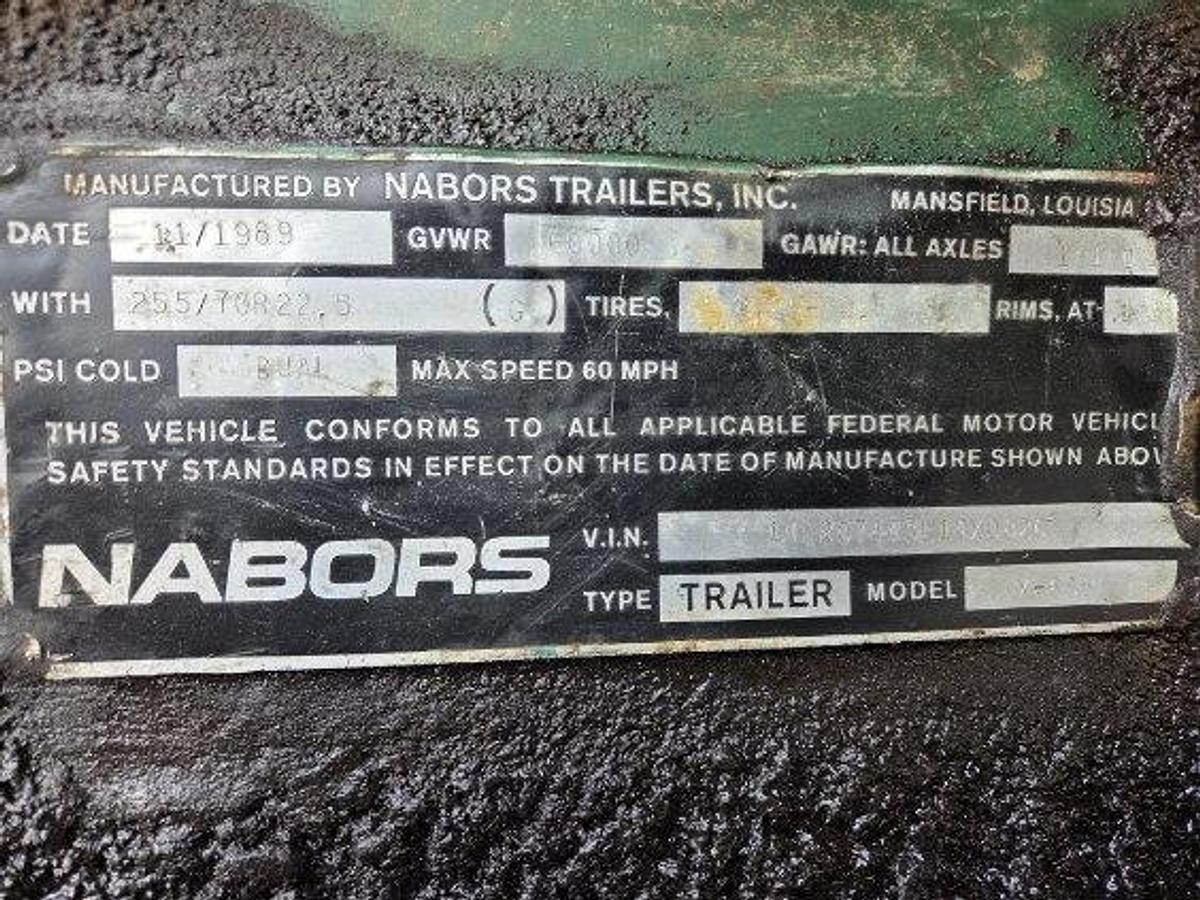 MANUFACTURED BY NABORS TRAILERS, INC. MANSFIELD, LOUISIA
DATE 11/1989 GVWR GAWR: ALL AXLES
WITH 255/70R22.5 (G) TIRES, RIMS, AT
PSI COLD DUAL MAX SPEED 60 MPH
THIS VEHICLE CONFORMS TO ALL APPLICABLE FEDERAL MOTOR VEHICL
SAFETY STANDARDS IN EFFECT ON THE DATE OF MANUFACTURE SHOWN ABOV
NABORS
V.I.N.
TYPE TRAILER MODEL